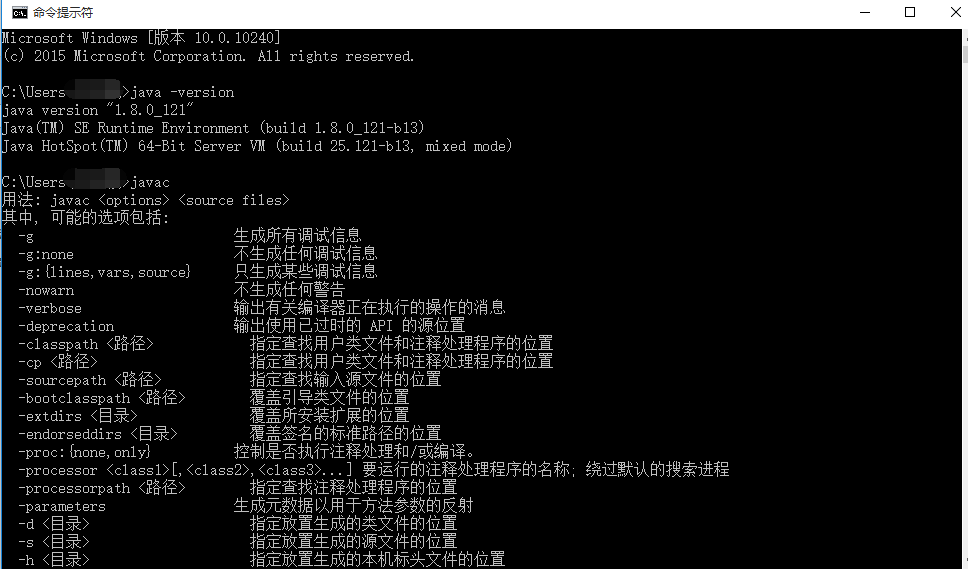 命令提示符
Microsoft Windows [版本 10.0.10240]
(c) 2015 Microsoft Corporation. All rights reserved.
C:\Users >java -version
java version "1.8.0_121"
Java(TM) SE Runtime Environment (build 1.8.0_121-b13)
Java HotSpot(TM) 64-Bit Server VM (build 25.121-b13, mixed mode)
C:\Users >javac
用法: javac <options> <source files>
其中, 可能的选项包括:
-g 生成所有调试信息
-g:none 不生成任何调试信息
-g:{lines,vars,source} 只生成某些调试信息
-nowarn 不生成任何警告
-verbose 输出有关编译器正在执行的操作的消息
-deprecation 输出使用已过时的 API 的源位置
-classpath <路径> 指定查找用户类文件和注释处理程序的位置
-cp <路径> 指定查找用户类文件和注释处理程序的位置
-sourcepath <路径> 指定查找输入源文件的位置
-bootclasspath <路径> 覆盖引导类文件的位置
-extdirs <目录> 覆盖所安装扩展的位置
-endorseddirs <目录> 覆盖签名的标准路径的位置
-proc:{none,only} 控制是否执行注释处理和/或编译。
-processor <class1>[,<class2>,<class3>...] 要运行的注释处理程序的名称; 绕过默认的搜索进程
-processorpath <路径> 指定查找注释处理程序的位置
-parameters 生成元数据以用于方法参数的反射
-d <目录> 指定放置生成的类文件的位置
-s <目录> 指定放置生成的源文件的位置
-h <目录> 指定放置生成的本机标头文件的位置